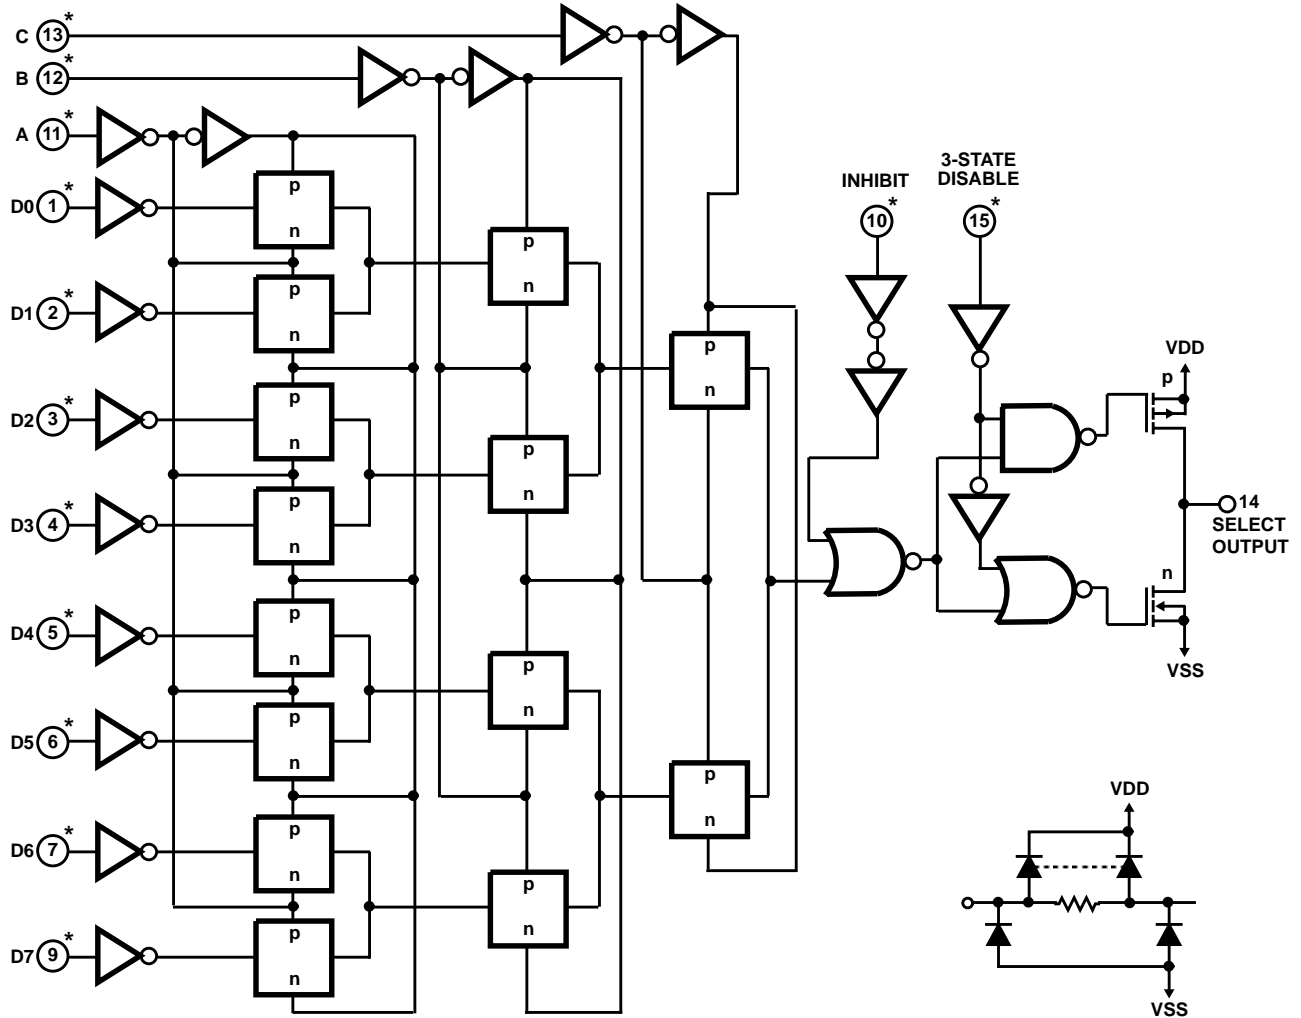 C 13 *
B 12 *
A 11 *
D0 1 *
D1 2 *
D2 3 *
D3 4 *
D4 5 *
D5 6 *
D6 7 *
D7 9 *
p
n
p
n
p
n
p
n
p
n
p
n
p
n
p
n
p
n
p
n
p
n
p
n
p
n
p
n
INHIBIT
10 *
3-STATE
DISABLE
15 *
VDD
p
14
SELECT
OUTPUT
n
VSS
VDD
VSS